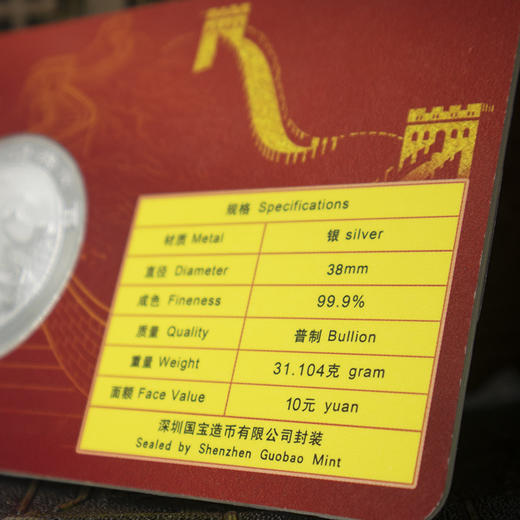 规格 Specifications
材质 Metal 银 silver
直径 Diameter 38mm
成色 Fineness 99.9%
质量 Quality 普制 Bullion
重量 Weight 31.104克 gram
面额 Face Value 10元 yuan
深圳国宝造币有限公司封装
Sealed by Shenzhen Guobao Mint